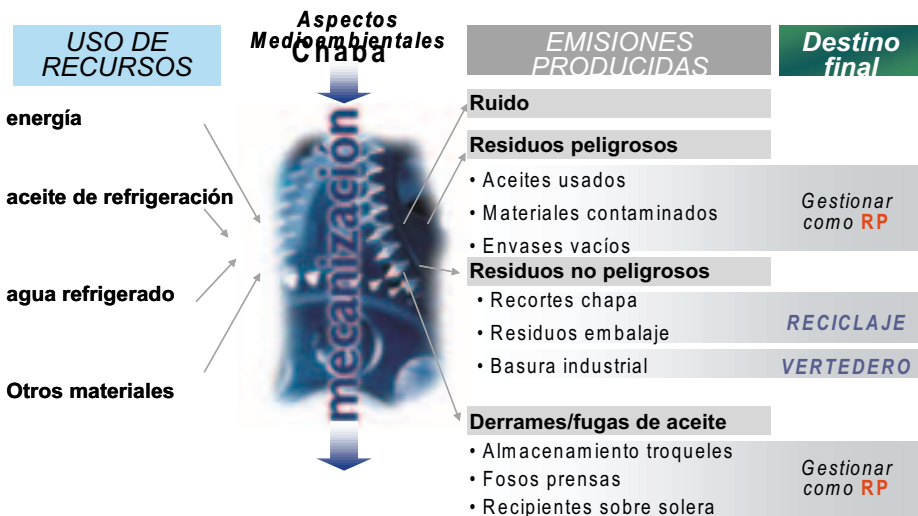 USO DE
RECURSOS
energía
aceite de refrigeración
agua refrigerado
Otros materiales
Aspectos
Medioambientales
Chaba
mecanización
EMISIONES
PRODUCIDAS
Destino
final
Ruido
Residuos peligrosos
• Aceites usados
• Materiales contaminados
• Envases vacíos
Gestionar
como RP
Residuos no peligrosos
• Recortes chapa
• Residuos embalaje
RECICLAJE
• Basura industrial
VERTEDERO
Derrames/fugas de aceite
• Almacenamiento troqueles
• Fosos prensas
• Recipientes sobre solera
Gestionar
como RP